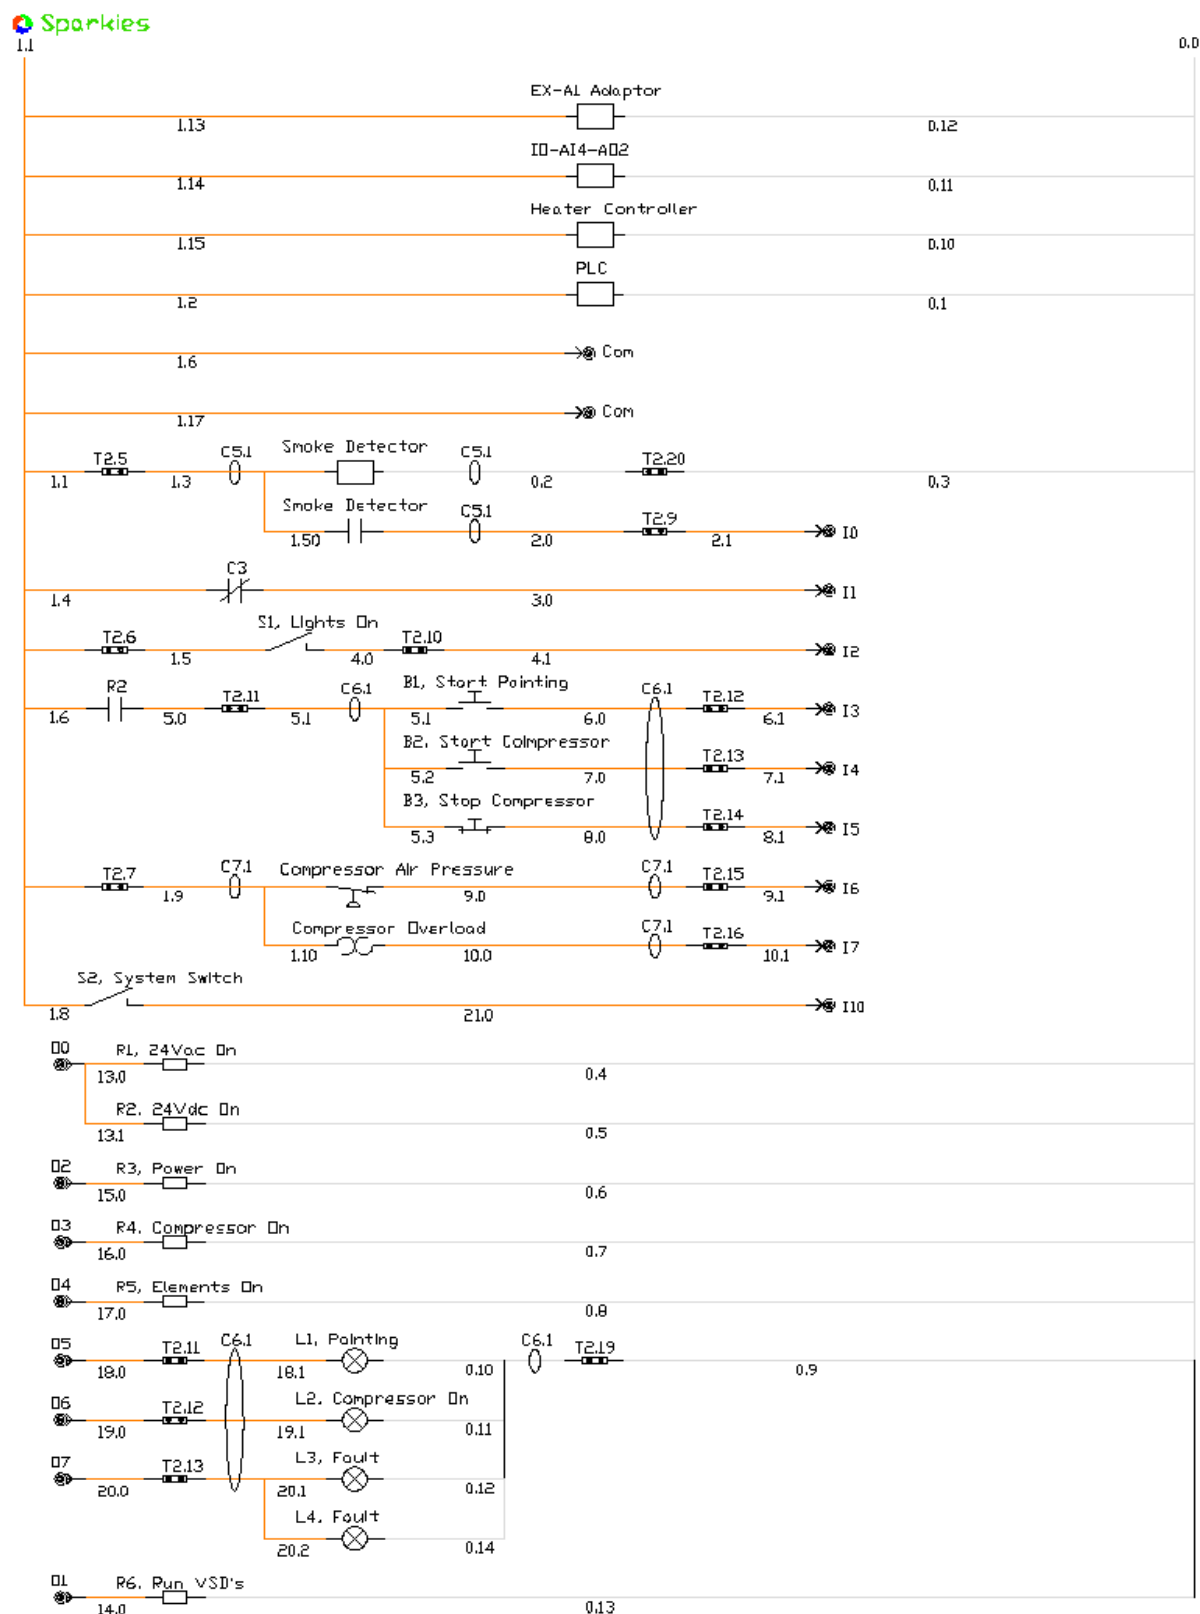 Sparkies
1.1 0.0
EX-A1 Adaptor
1.13 0.12
IO-AI4-AO2
1.14 0.11
Heater Controller
1.15 0.10
PLC
1.2 0.1
Com
1.6
Com
1.17
T2.5 C5.1 Smoke Detector C5.1 T2.20
1.1 1.3 0.2 0.3
Smoke Detector C5.1 T2.9
1.50 2.0 2.1 I0
C3
1.4 3.0 I1
T2.6 S1, Lights On T2.10
1.5 4.0 4.1 I2
R2 T2.11 C6.1 B1, Start Painting C6.1 T2.12
1.6 5.0 5.1 5.1 6.0 6.1 I3
B2, Start Colmpressor T2.13
5.2 7.0 7.1 I4
B3, Stop Compressor T2.14
5.3 8.0 8.1 I5
T2.7 C7.1 Compressor Air Pressure C7.1 T2.15
1.9 9.0 9.1 I6
Compressor Overload C7.1 T2.16
1.10 10.0 10.1 I7
S2, System Switch
1.8 21.0 I10
O0 R1, 24Vac On
13.0 0.4
R2, 24Vdc On
13.1 0.5
O2 R3, Power On
15.0 0.6
O3 R4, Compressor On
16.0 0.7
O4 R5, Elements On
17.0 0.8
O5 T2.11 C6.1 L1, Painting C6.1 T2.19
18.0 18.1 0.10 0.9
O6 T2.12 L2, Compressor On
19.0 19.1 0.11
O7 T2.13 L3, Fault
20.0 20.1 0.12
L4, Fault
20.2 0.14
O1 R6, Run VSD's
14.0 0.13